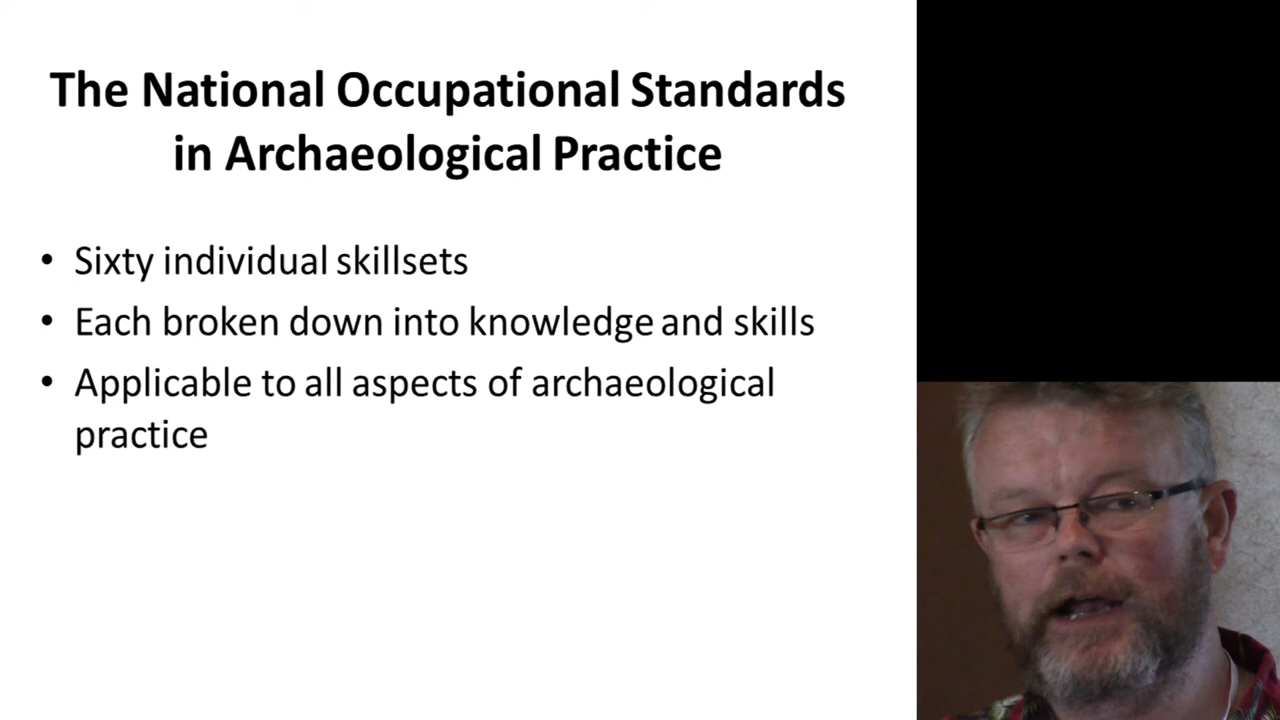 The National Occupational Standards
in Archaeological Practice
• Sixty individual skillsets
• Each broken down into knowledge and skills
• Applicable to all aspects of archaeological
practice